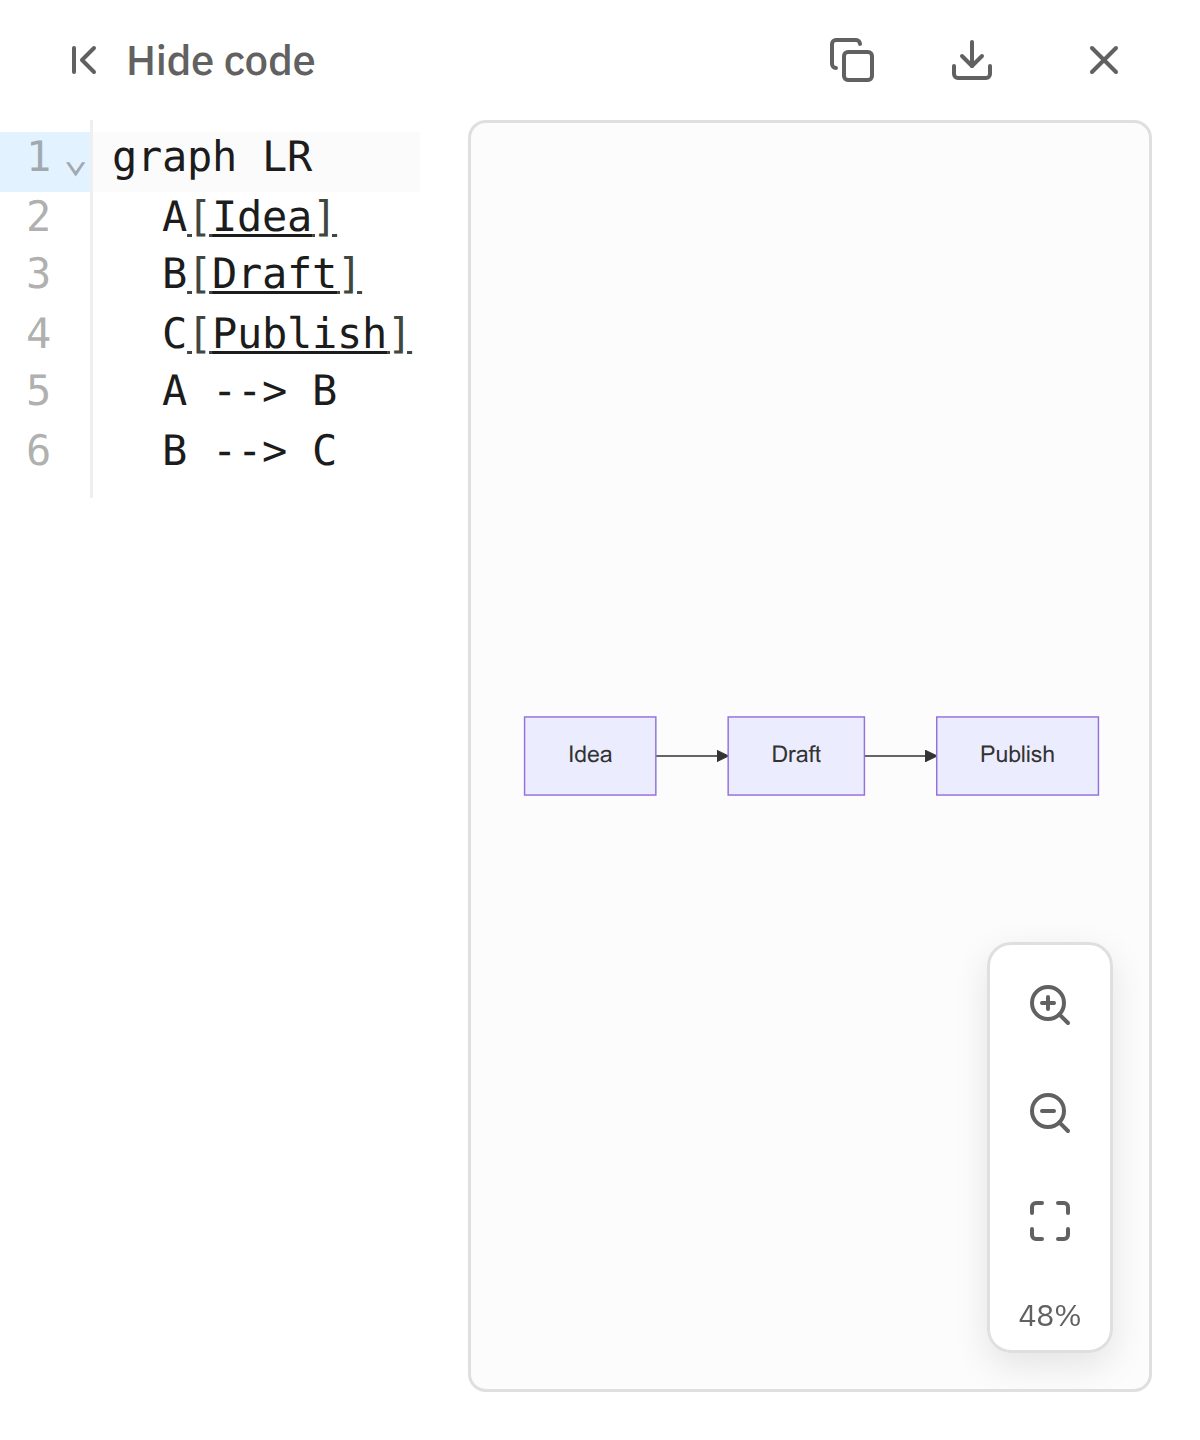 Hide code
1 graph LR
2 A[Idea]
3 B[Draft]
4 C[Publish]
5 A --> B
6 B --> C
Idea Draft Publish
48%